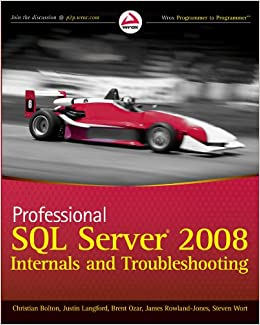 Join the discussion @ p2p.wrox.com
wrox
Wrox Programmer to Programmer™
Professional
SQL Server® 2008
Internals and Troubleshooting
Christian Bolton, Justin Langford, Brent Ozar, James Rowland-Jones, Steven Wort